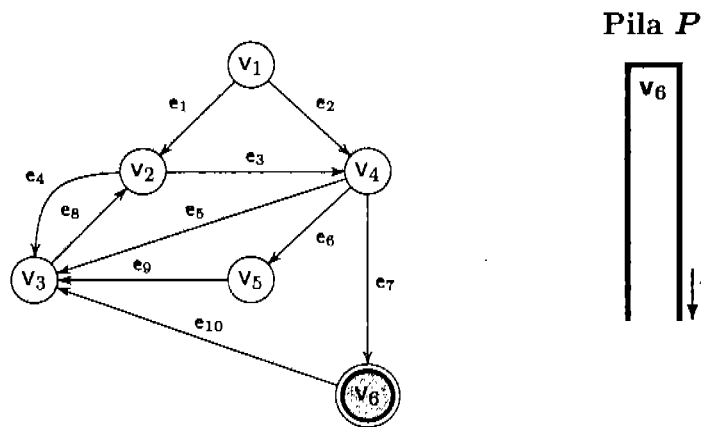 Pila P
v₁
v₆
e₁
e₂
v₂
e₃
v₄
e₄
e₈
e₅
e₆
v₃
e₉
v₅
e₇
e₁₀
v₆